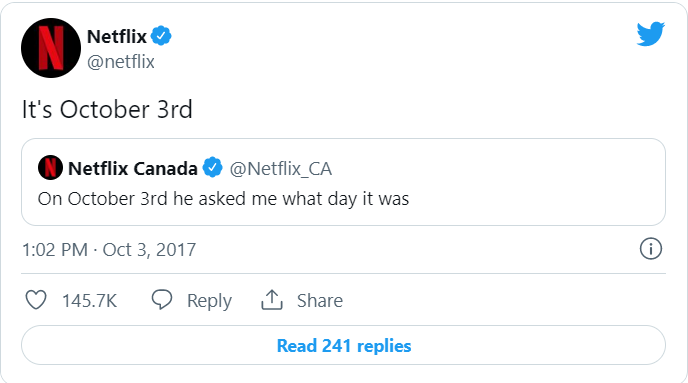 Netflix
@netflix
It's October 3rd
Netflix Canada @Netflix_CA
On October 3rd he asked me what day it was
1:02 PM · Oct 3, 2017
145.7K Reply Share
Read 241 replies